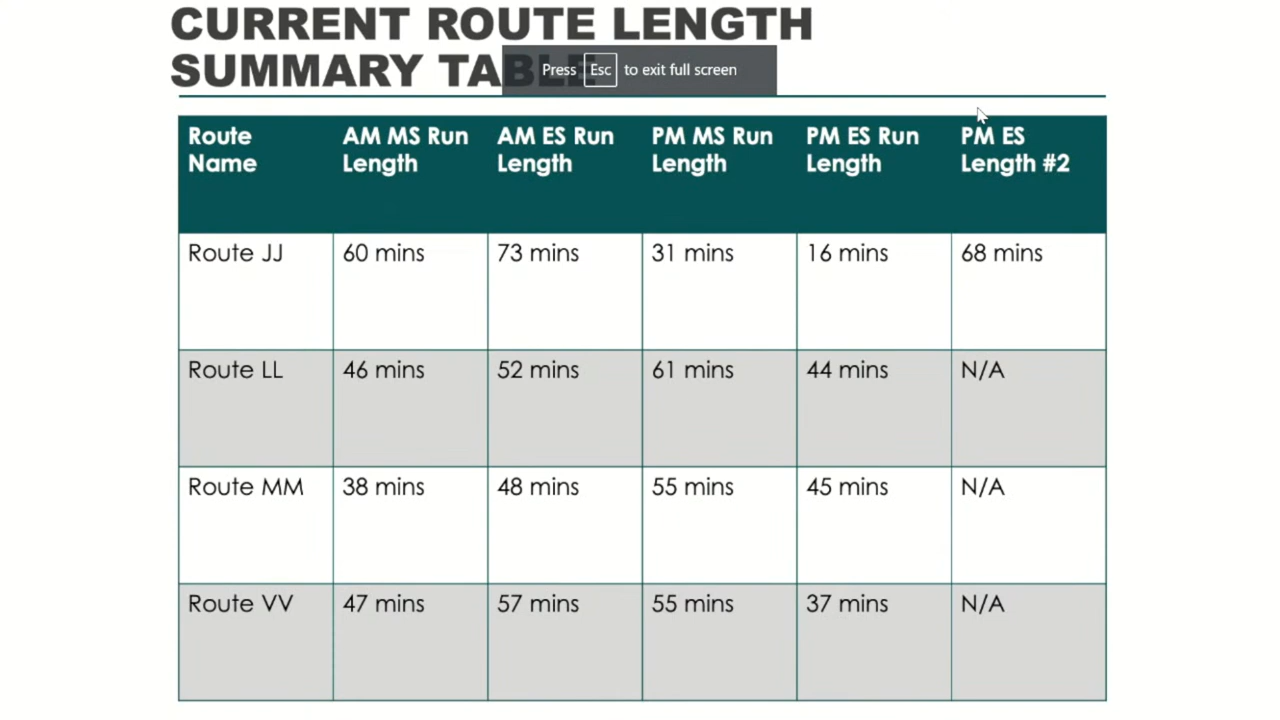 CURRENT ROUTE LENGTH
SUMMARY TABLE
Press Esc to exit full screen
Route Name AM MS Run Length AM ES Run Length PM MS Run Length PM ES Run Length PM ES Length #2
Route JJ 60 mins 73 mins 31 mins 16 mins 68 mins
Route LL 46 mins 52 mins 61 mins 44 mins N/A
Route MM 38 mins 48 mins 55 mins 45 mins N/A
Route VV 47 mins 57 mins 55 mins 37 mins N/A